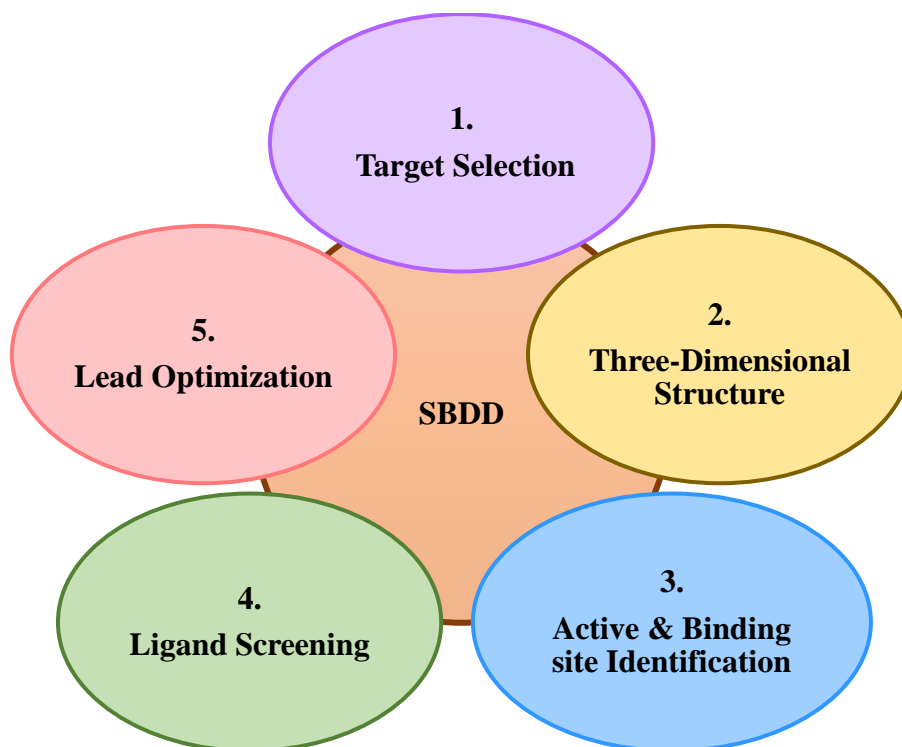 1.
Target Selection
2.
Three-Dimensional
Structure
3.
Active & Binding
site Identification
4.
Ligand Screening
5.
Lead Optimization
SBDD